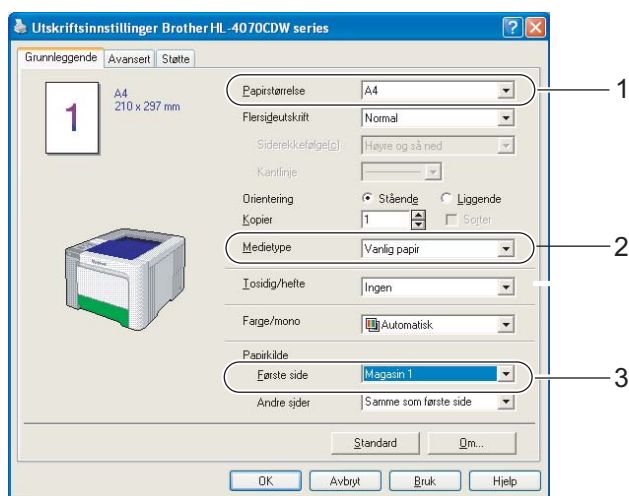 Utskriftsinnstillinger Brother HL-4070CDW series
Grunnleggende Avansert Støtte
1
A4
210 x 297 mm
Papirstørrelse A4 1
Flersideutskrift Normal
Siderekkefølge(c) Høyre og så ned
Kantlinje
Orientering Stående Liggende
Kopier 1 Sorter
Medietype Vanlig papir 2
Tosidig/hefte Ingen
Farge/mono Automatisk
Papirkilde
Første side Magasin 1 3
Andre sider Samme som første side
Standard Om...
OK Avbryt Bruk Hjelp